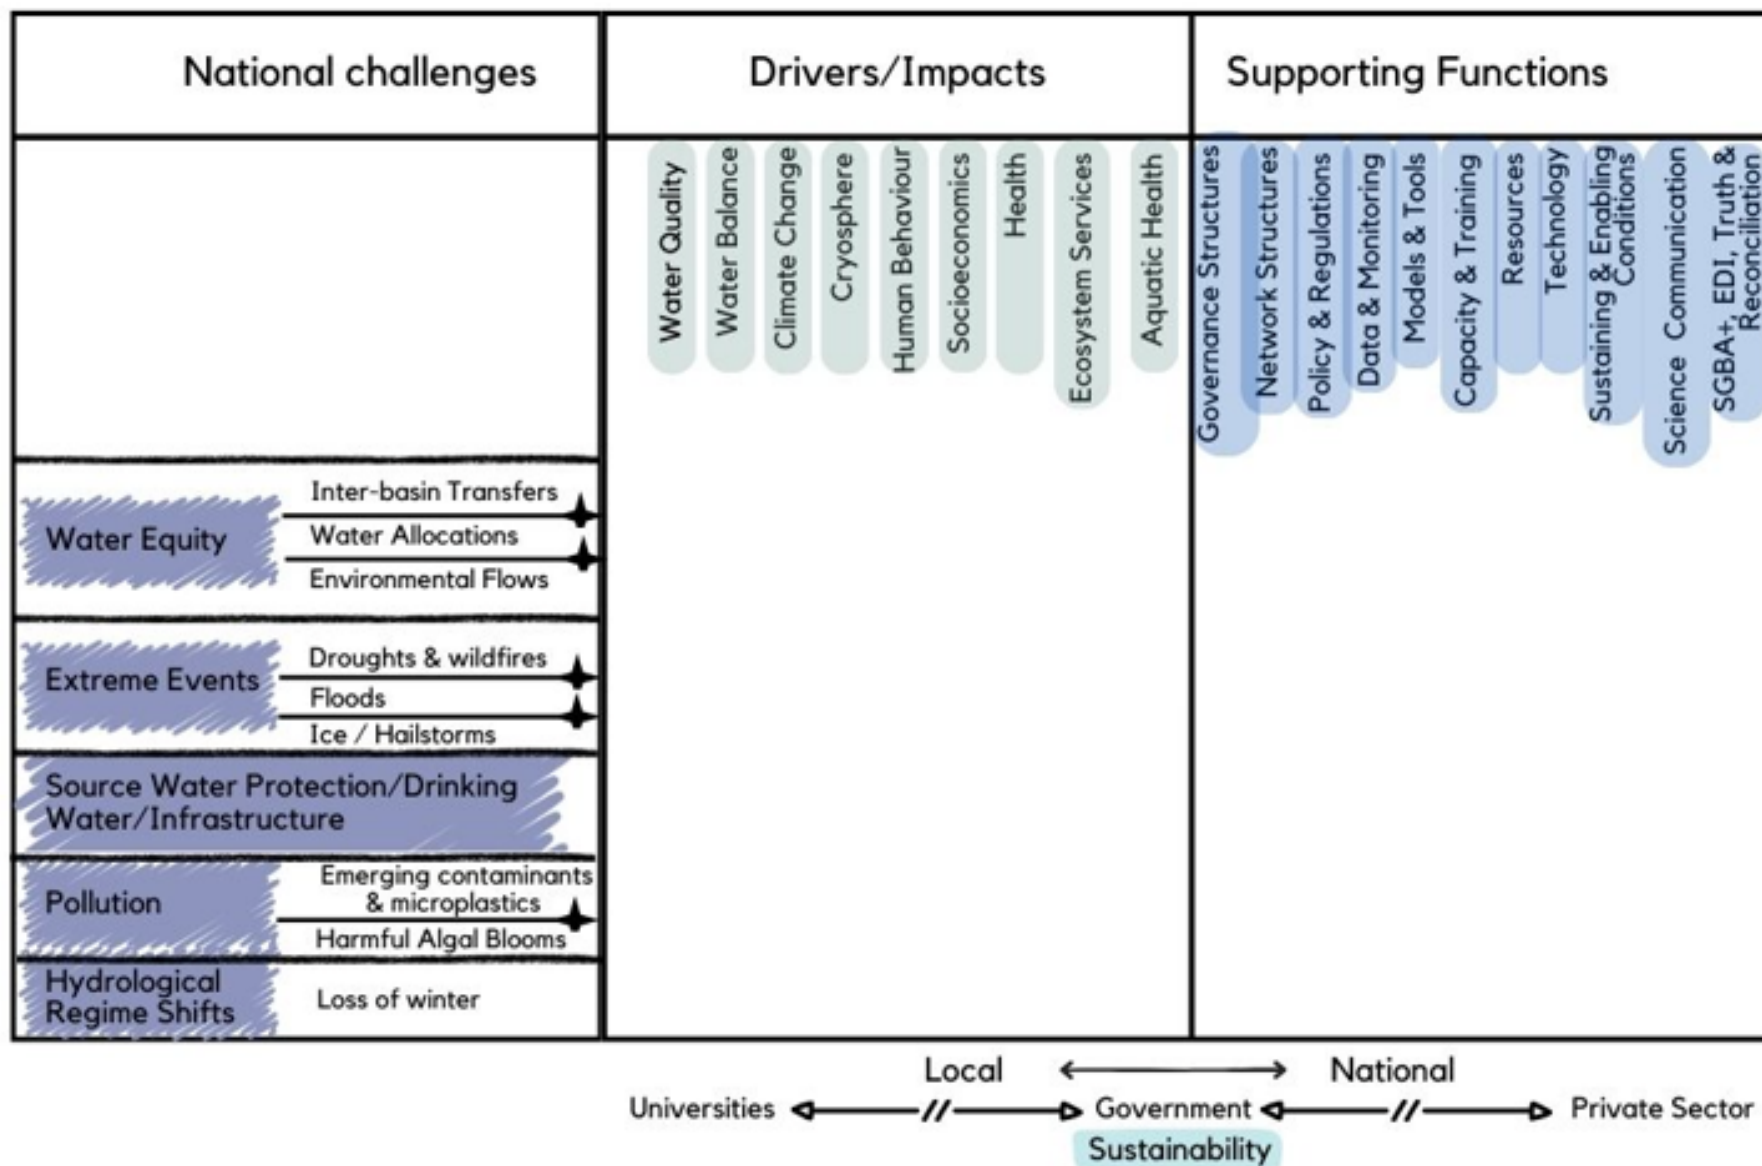 National challenges
Drivers/Impacts
Supporting Functions
Water Quality
Water Balance
Climate Change
Cryosphere
Human Behaviour
Socioeconomics
Health
Ecosystem Services
Aquatic Health
Governance Structures
Network Structures
Policy & Regulations
Data & Monitoring
Models & Tools
Capacity & Training
Resources
Technology
Sustaining & Enabling
Conditions
Science Communication
SGBA+, EDI, Truth &
Reconciliation
Water Equity
Inter-basin Transfers
Water Allocations
Environmental Flows
Extreme Events
Droughts & wildfires
Floods
Ice / Hailstorms
Source Water Protection/Drinking
Water/Infrastructure
Pollution
Emerging contaminants
& microplastics
Harmful Algal Blooms
Hydrological
Regime Shifts
Loss of winter
Local
National
Universities
Government
Private Sector
Sustainability